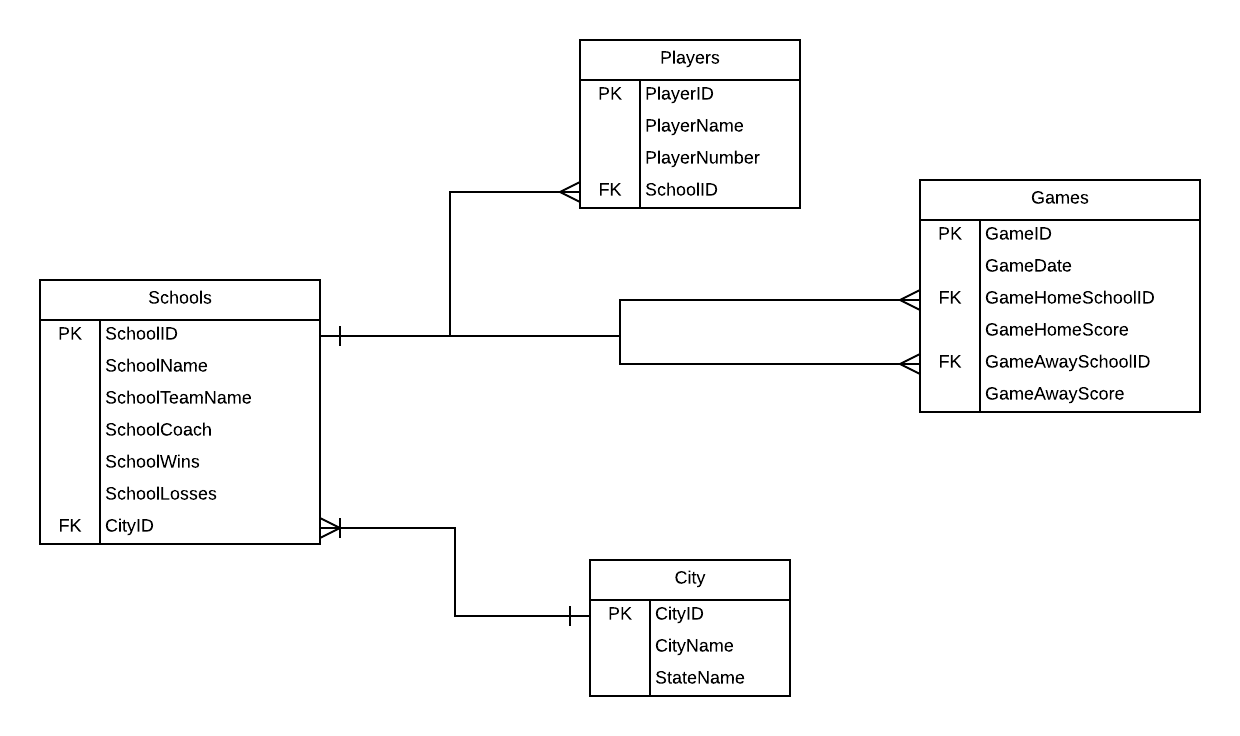 Players
PK PlayerID
PlayerName
PlayerNumber
FK SchoolID
Games
PK GameID
GameDate
FK GameHomeSchoolID
GameHomeScore
FK GameAwaySchoolID
GameAwayScore
Schools
PK SchoolID
SchoolName
SchoolTeamName
SchoolCoach
SchoolWins
SchoolLosses
FK CityID
City
PK CityID
CityName
StateName